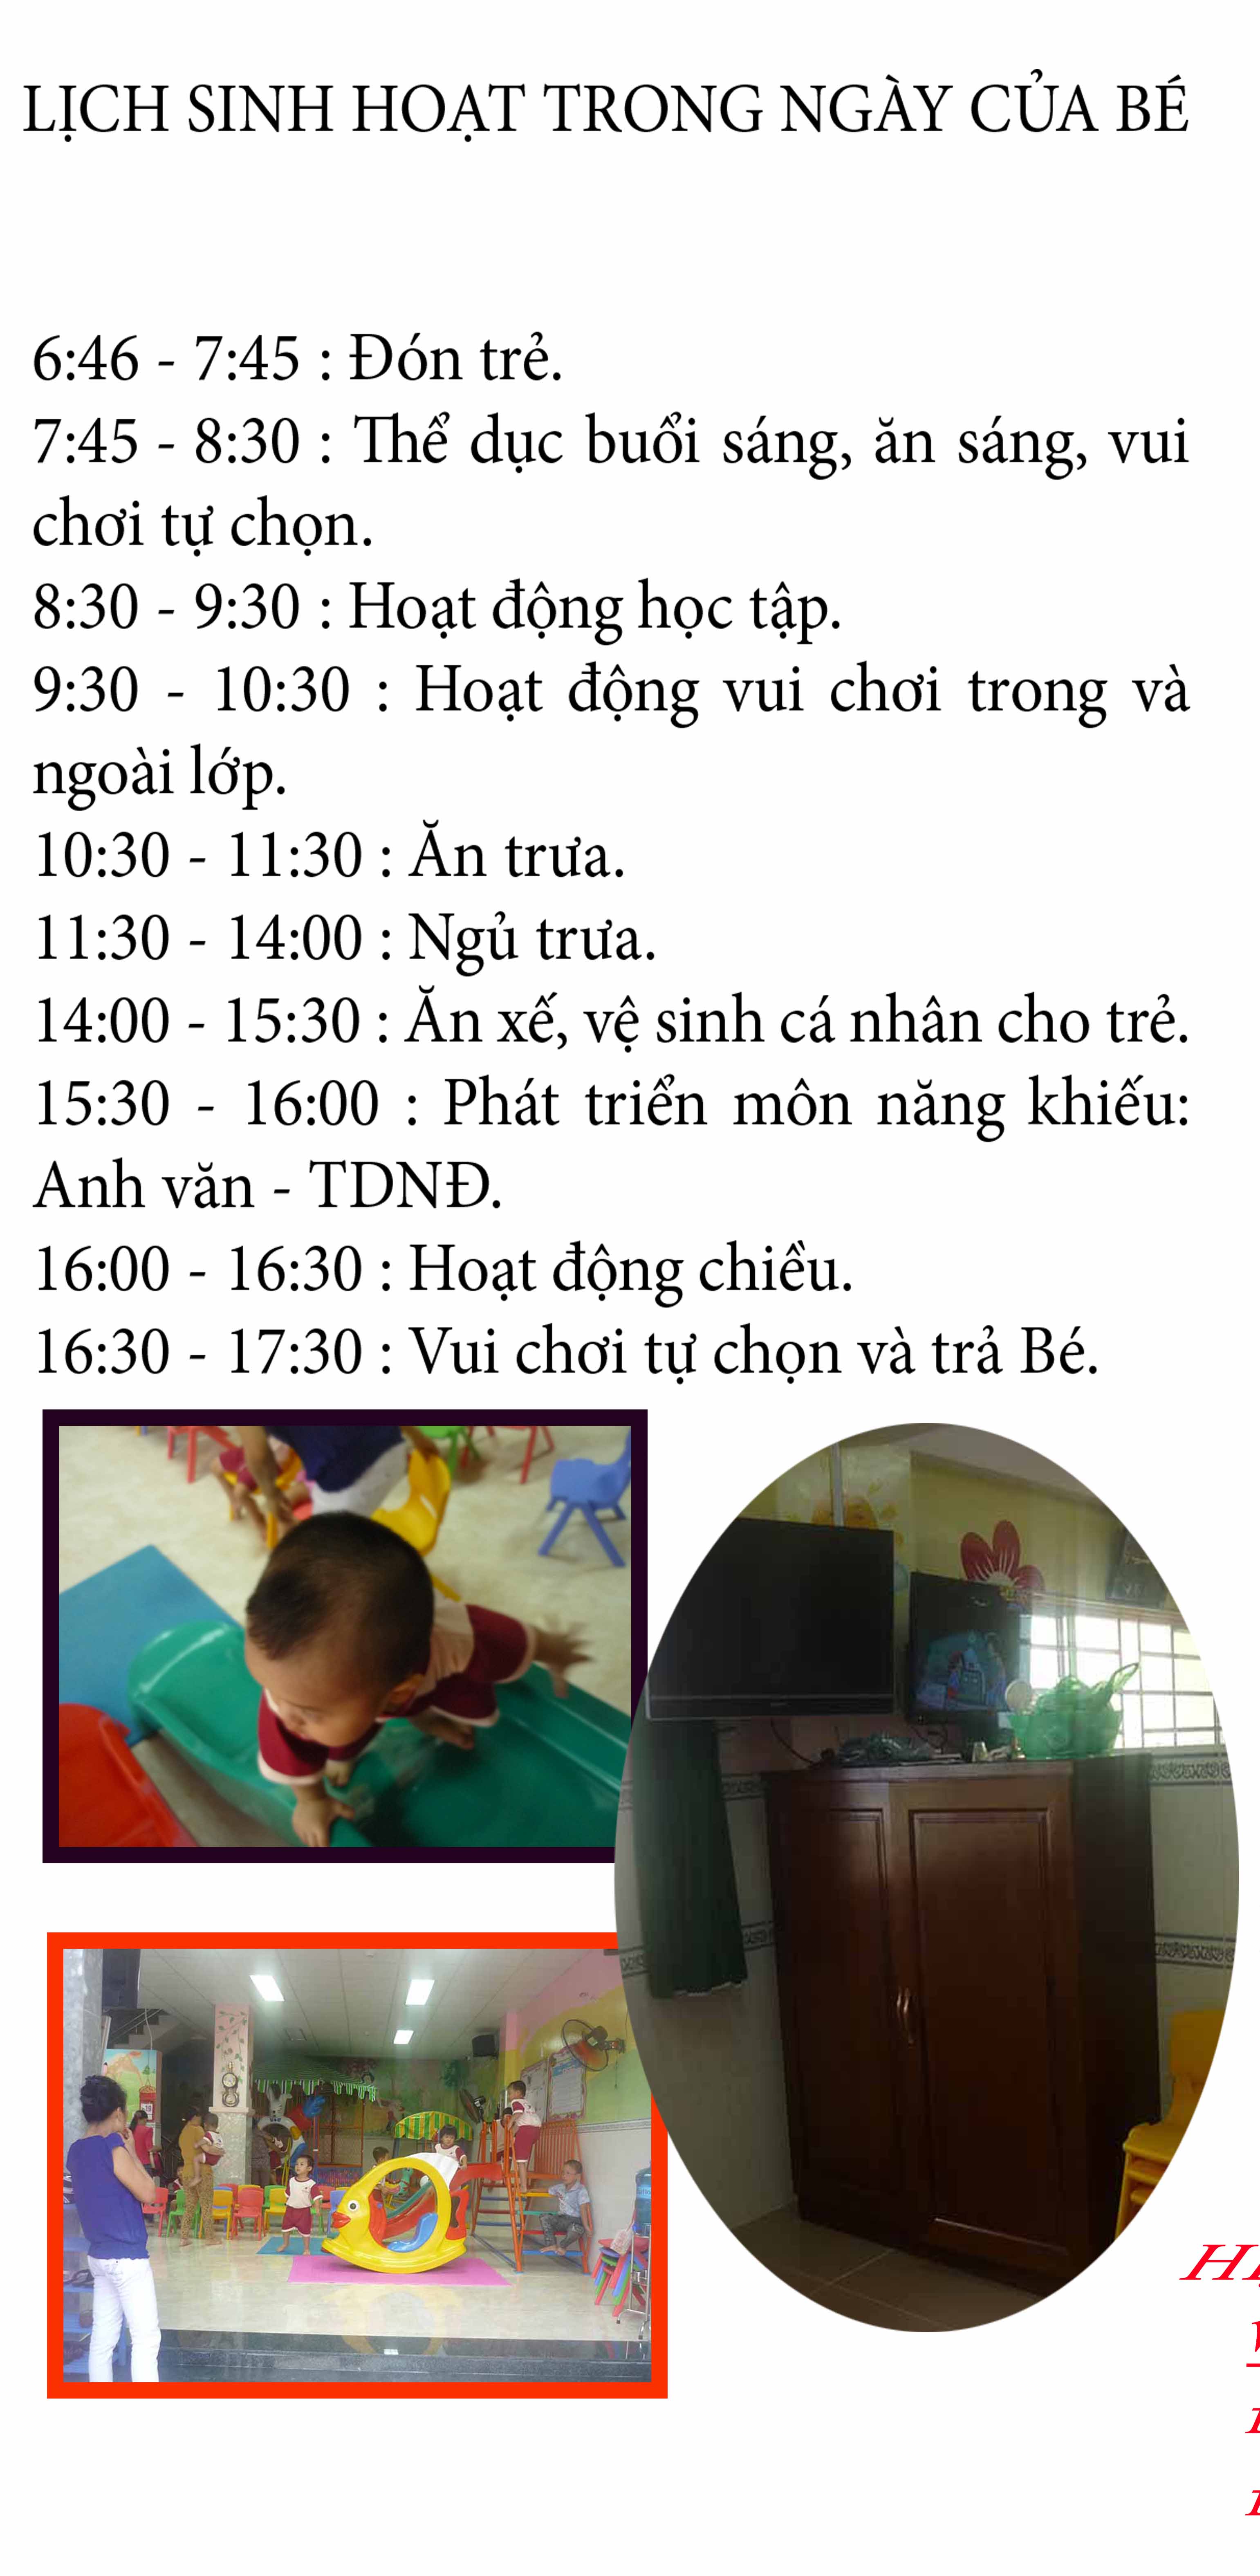 LỊCH SINH HOẠT TRONG NGÀY CỦA BÉ
6:46 - 7:45 : Đón trẻ.
7:45 - 8:30 : Thể dục buổi sáng, ăn sáng, vui
chơi tự chọn.
8:30 - 9:30 : Hoạt động học tập.
9:30 - 10:30 : Hoạt động vui chơi trong và
ngoài lớp.
10:30 - 11:30 : Ăn trưa.
11:30 - 14:00 : Ngủ trưa.
14:00 - 15:30 : Ăn xế, vệ sinh cá nhân cho trẻ.
15:30 - 16:00 : Phát triển môn năng khiếu:
Anh văn - TDNĐ.
16:00 - 16:30 : Hoạt động chiều.
16:30 - 17:30 : Vui chơi tự chọn và trả Bé.